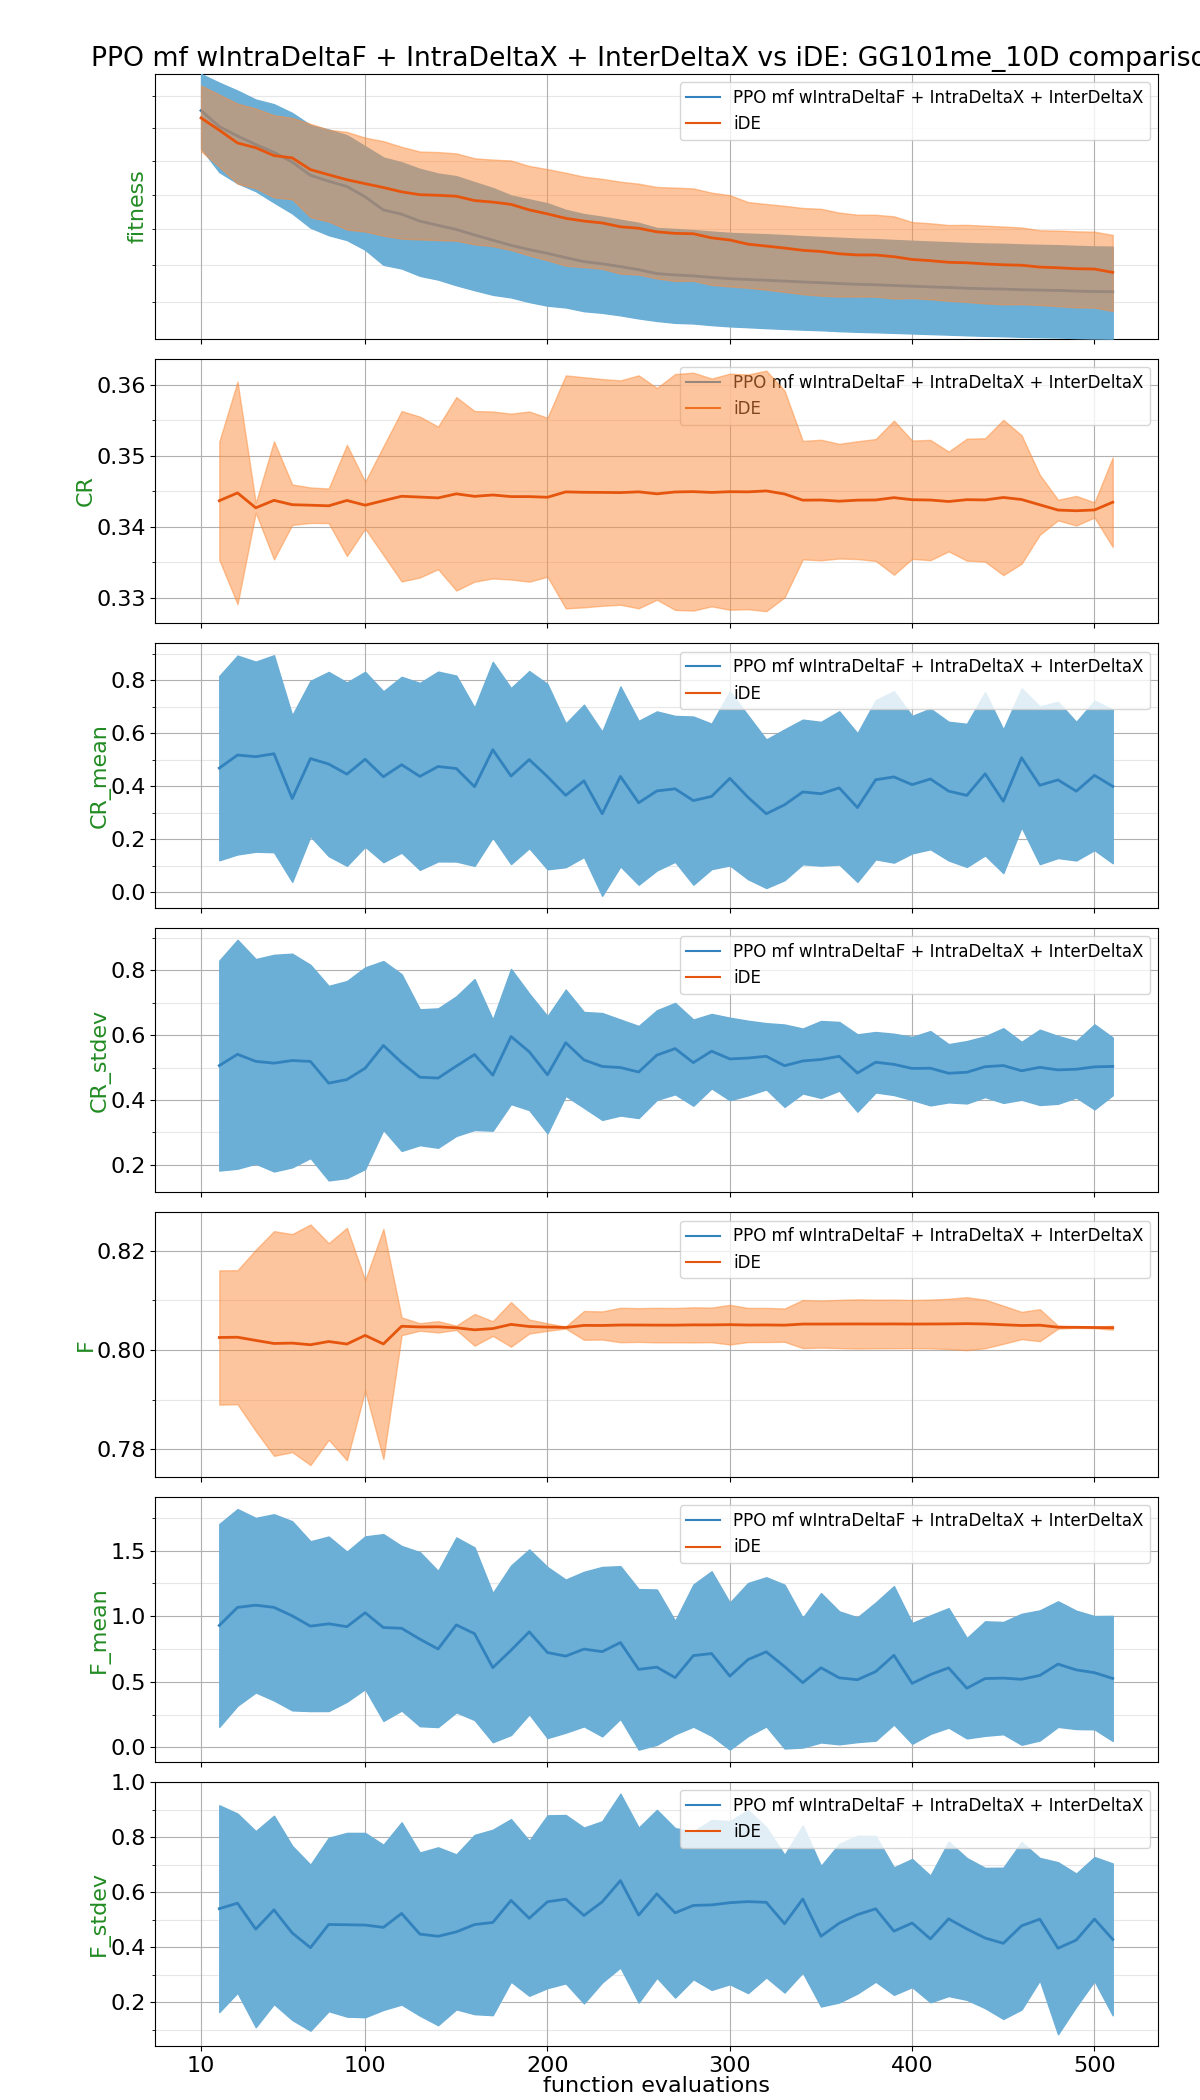 PPO mf wIntraDeltaF + IntraDeltaX + InterDeltaX vs iDE: GG101me_10D comparisc
fitness
PPO mf wIntraDeltaF + IntraDeltaX + InterDeltaX
iDE
CR
0.36
0.35
0.34
0.33
PPO mf wIntraDeltaF + IntraDeltaX + InterDeltaX
iDE
CR_mean
0.8
0.6
0.4
0.2
0.0
PPO mf wIntraDeltaF + IntraDeltaX + InterDeltaX
iDE
CR_stdev
0.8
0.6
0.4
0.2
PPO mf wIntraDeltaF + IntraDeltaX + InterDeltaX
iDE
F
0.82
0.80
0.78
PPO mf wIntraDeltaF + IntraDeltaX + InterDeltaX
iDE
F_mean
1.5
1.0
0.5
0.0
PPO mf wIntraDeltaF + IntraDeltaX + InterDeltaX
iDE
F_stdev
1.0
0.8
0.6
0.4
0.2
PPO mf wIntraDeltaF + IntraDeltaX + InterDeltaX
iDE
10 100 200 300 400 500
function evaluations